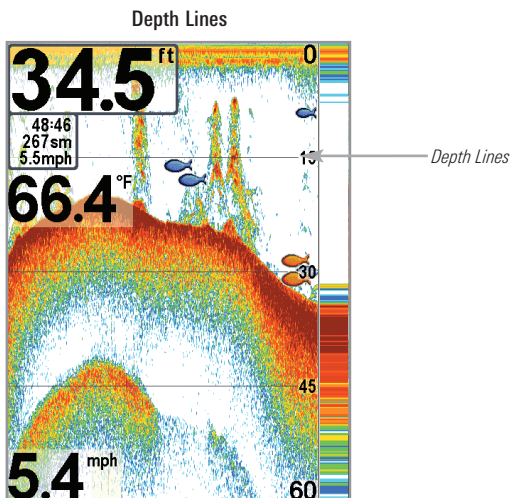 Depth Lines
34.5 ft
0
48:46
267sm
5.5mph
15
Depth Lines
66.4 °F
30
45
5.4 mph
60